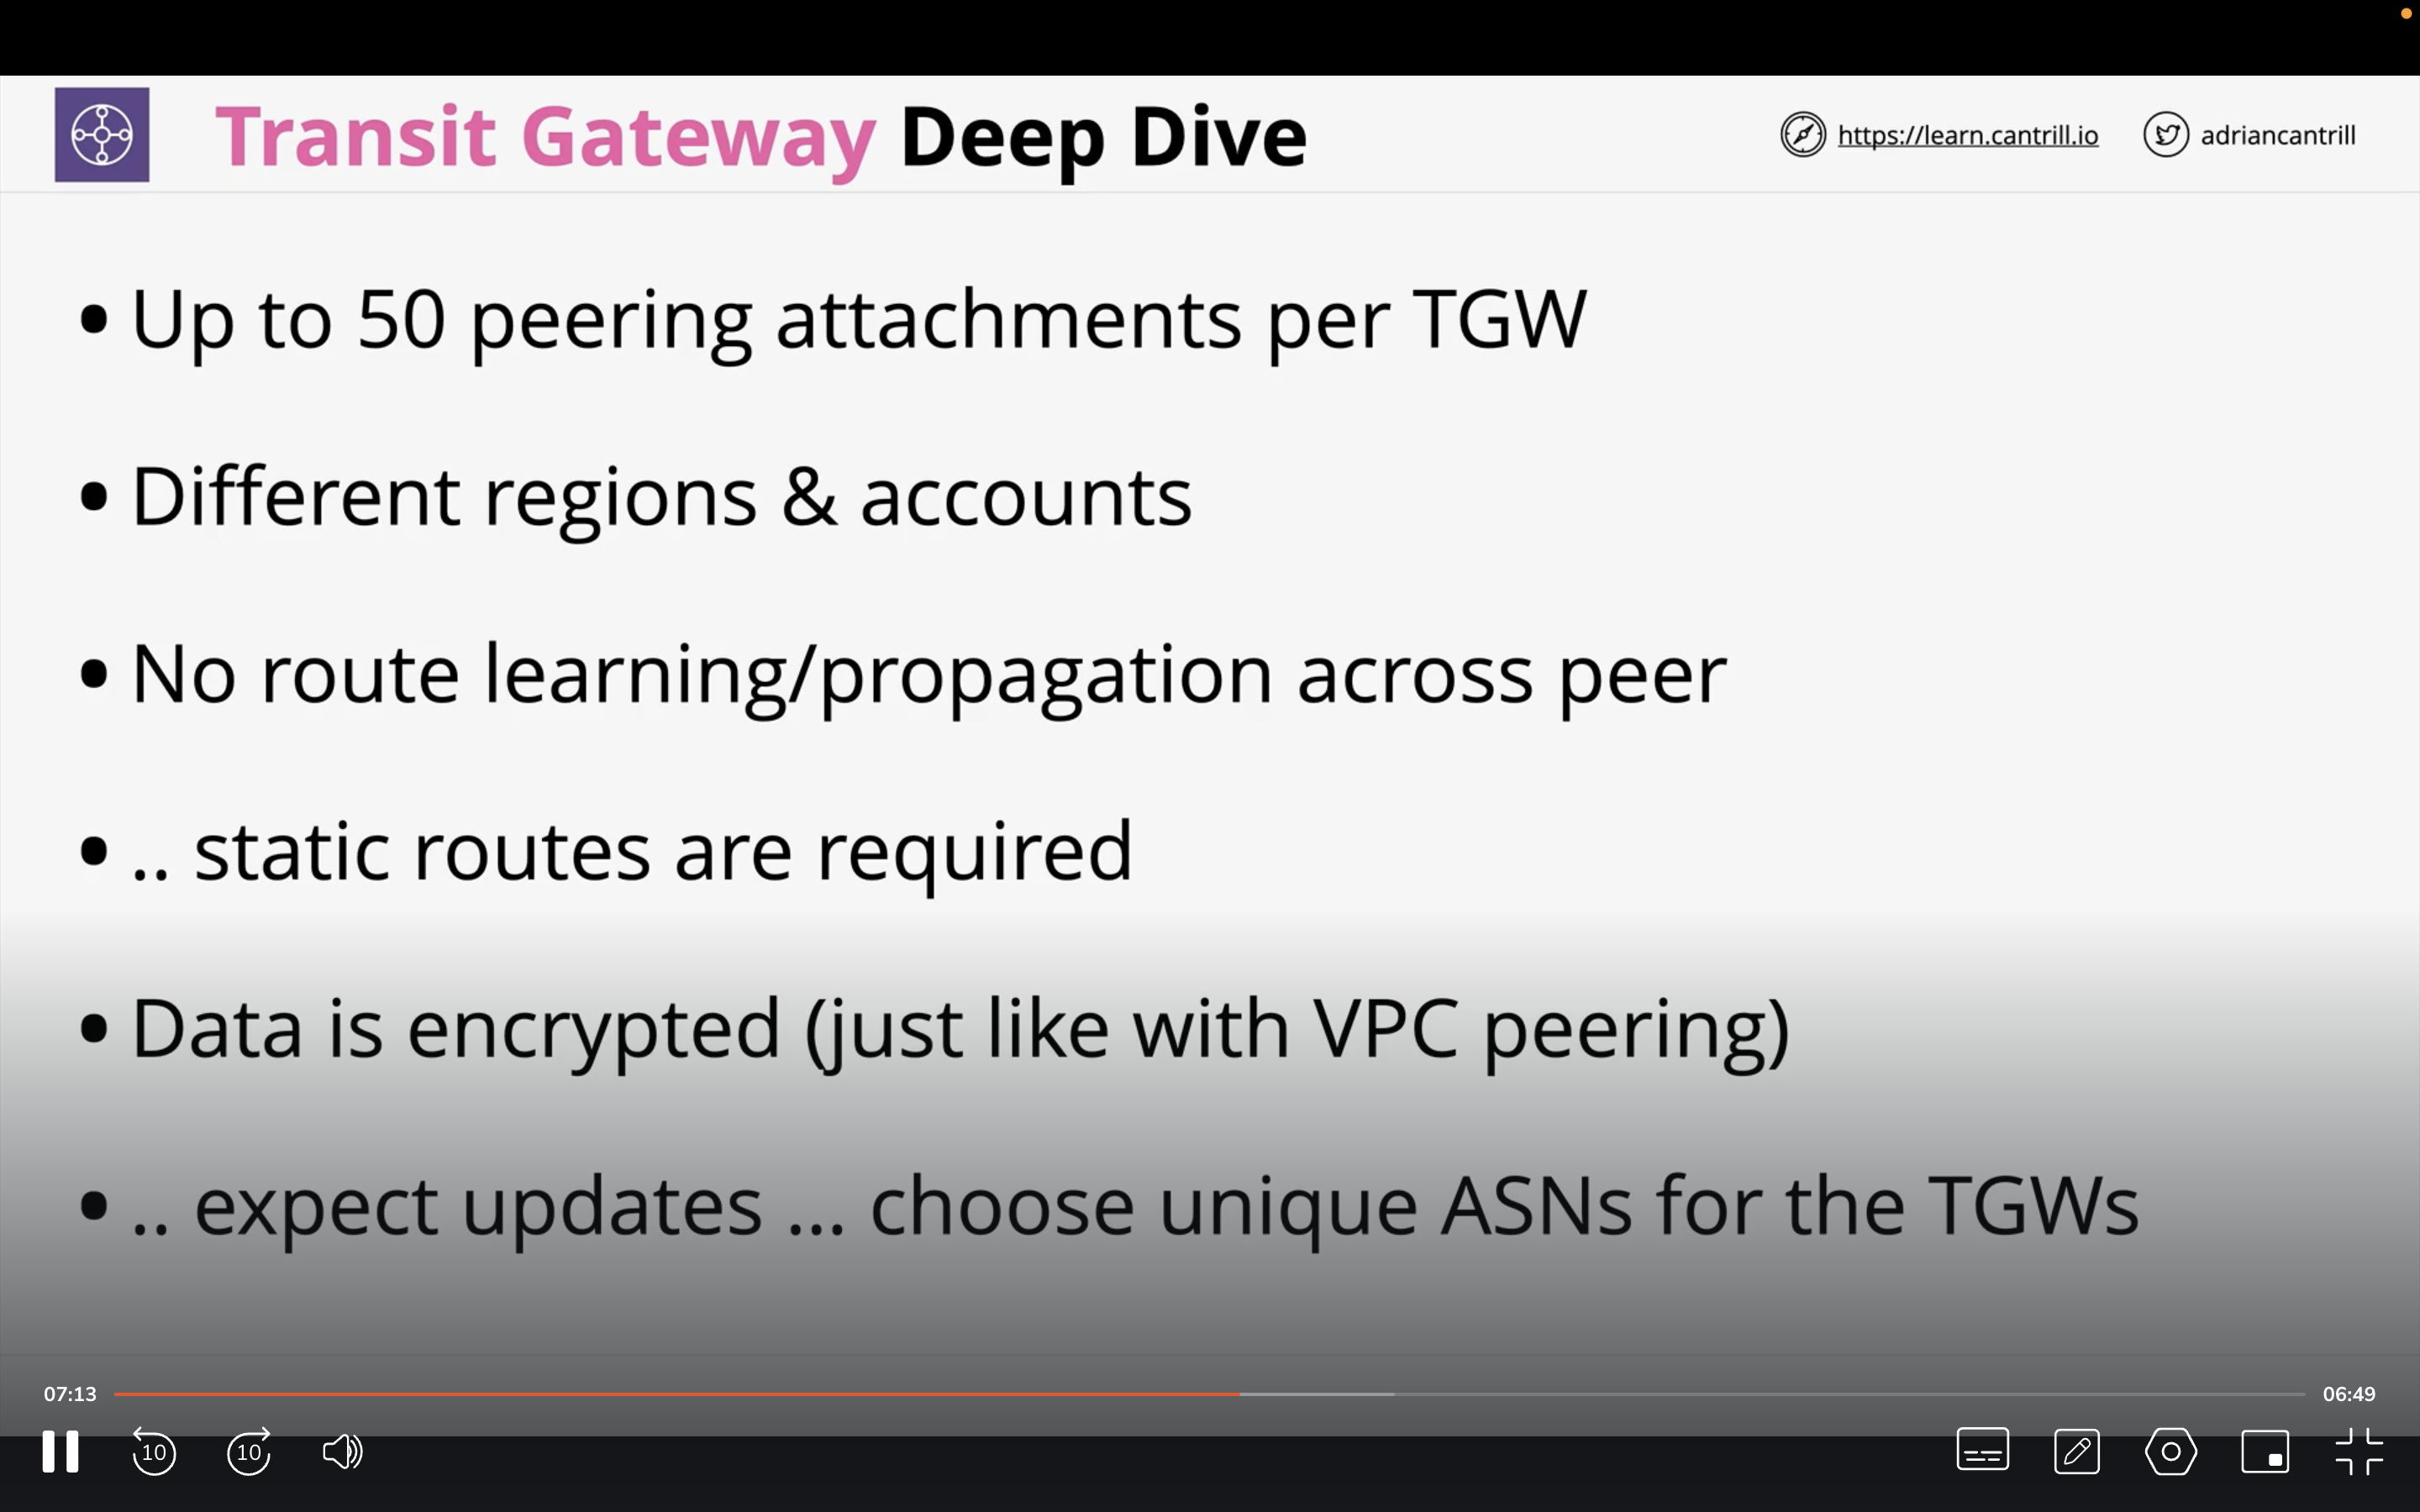 Transit Gateway Deep Dive
https://learn.cantrill.io
adriancantrill
• Up to 50 peering attachments per TGW
• Different regions & accounts
• No route learning/propagation across peer
• .. static routes are required
• Data is encrypted (just like with VPC peering)
• .. expect updates ... choose unique ASNs for the TGWs
07:13
06:49
10
10